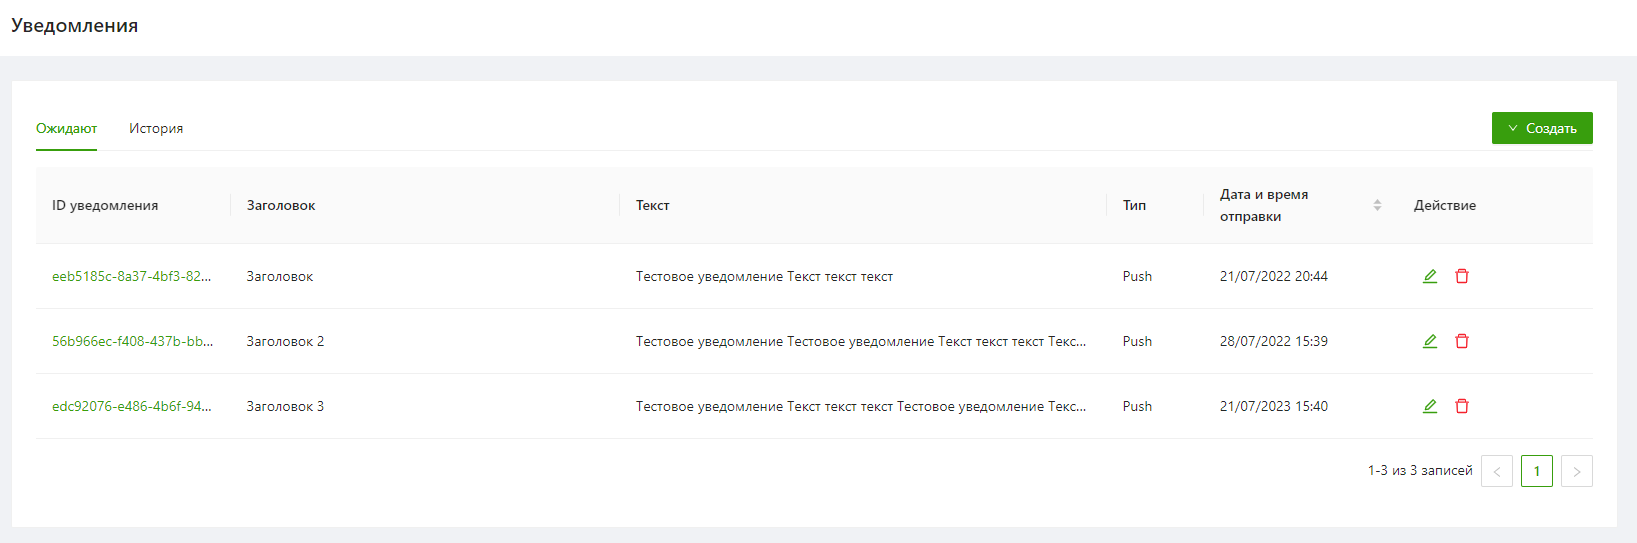 Уведомления
Ожидают История Создать
ID уведомления Заголовок Текст Тип Дата и время отправки Действие
eeb5185c-8a37-4bf3-82... Заголовок Тестовое уведомление Текст текст текст Push 21/07/2022 20:44
56b966ec-f408-437b-bb... Заголовок 2 Тестовое уведомление Тестовое уведомление Текст текст текст Текс... Push 28/07/2022 15:39
edc92076-e486-4b6f-94... Заголовок 3 Тестовое уведомление Текст текст текст Тестовое уведомление Текс... Push 21/07/2023 15:40
1-3 из 3 записей < 1 >